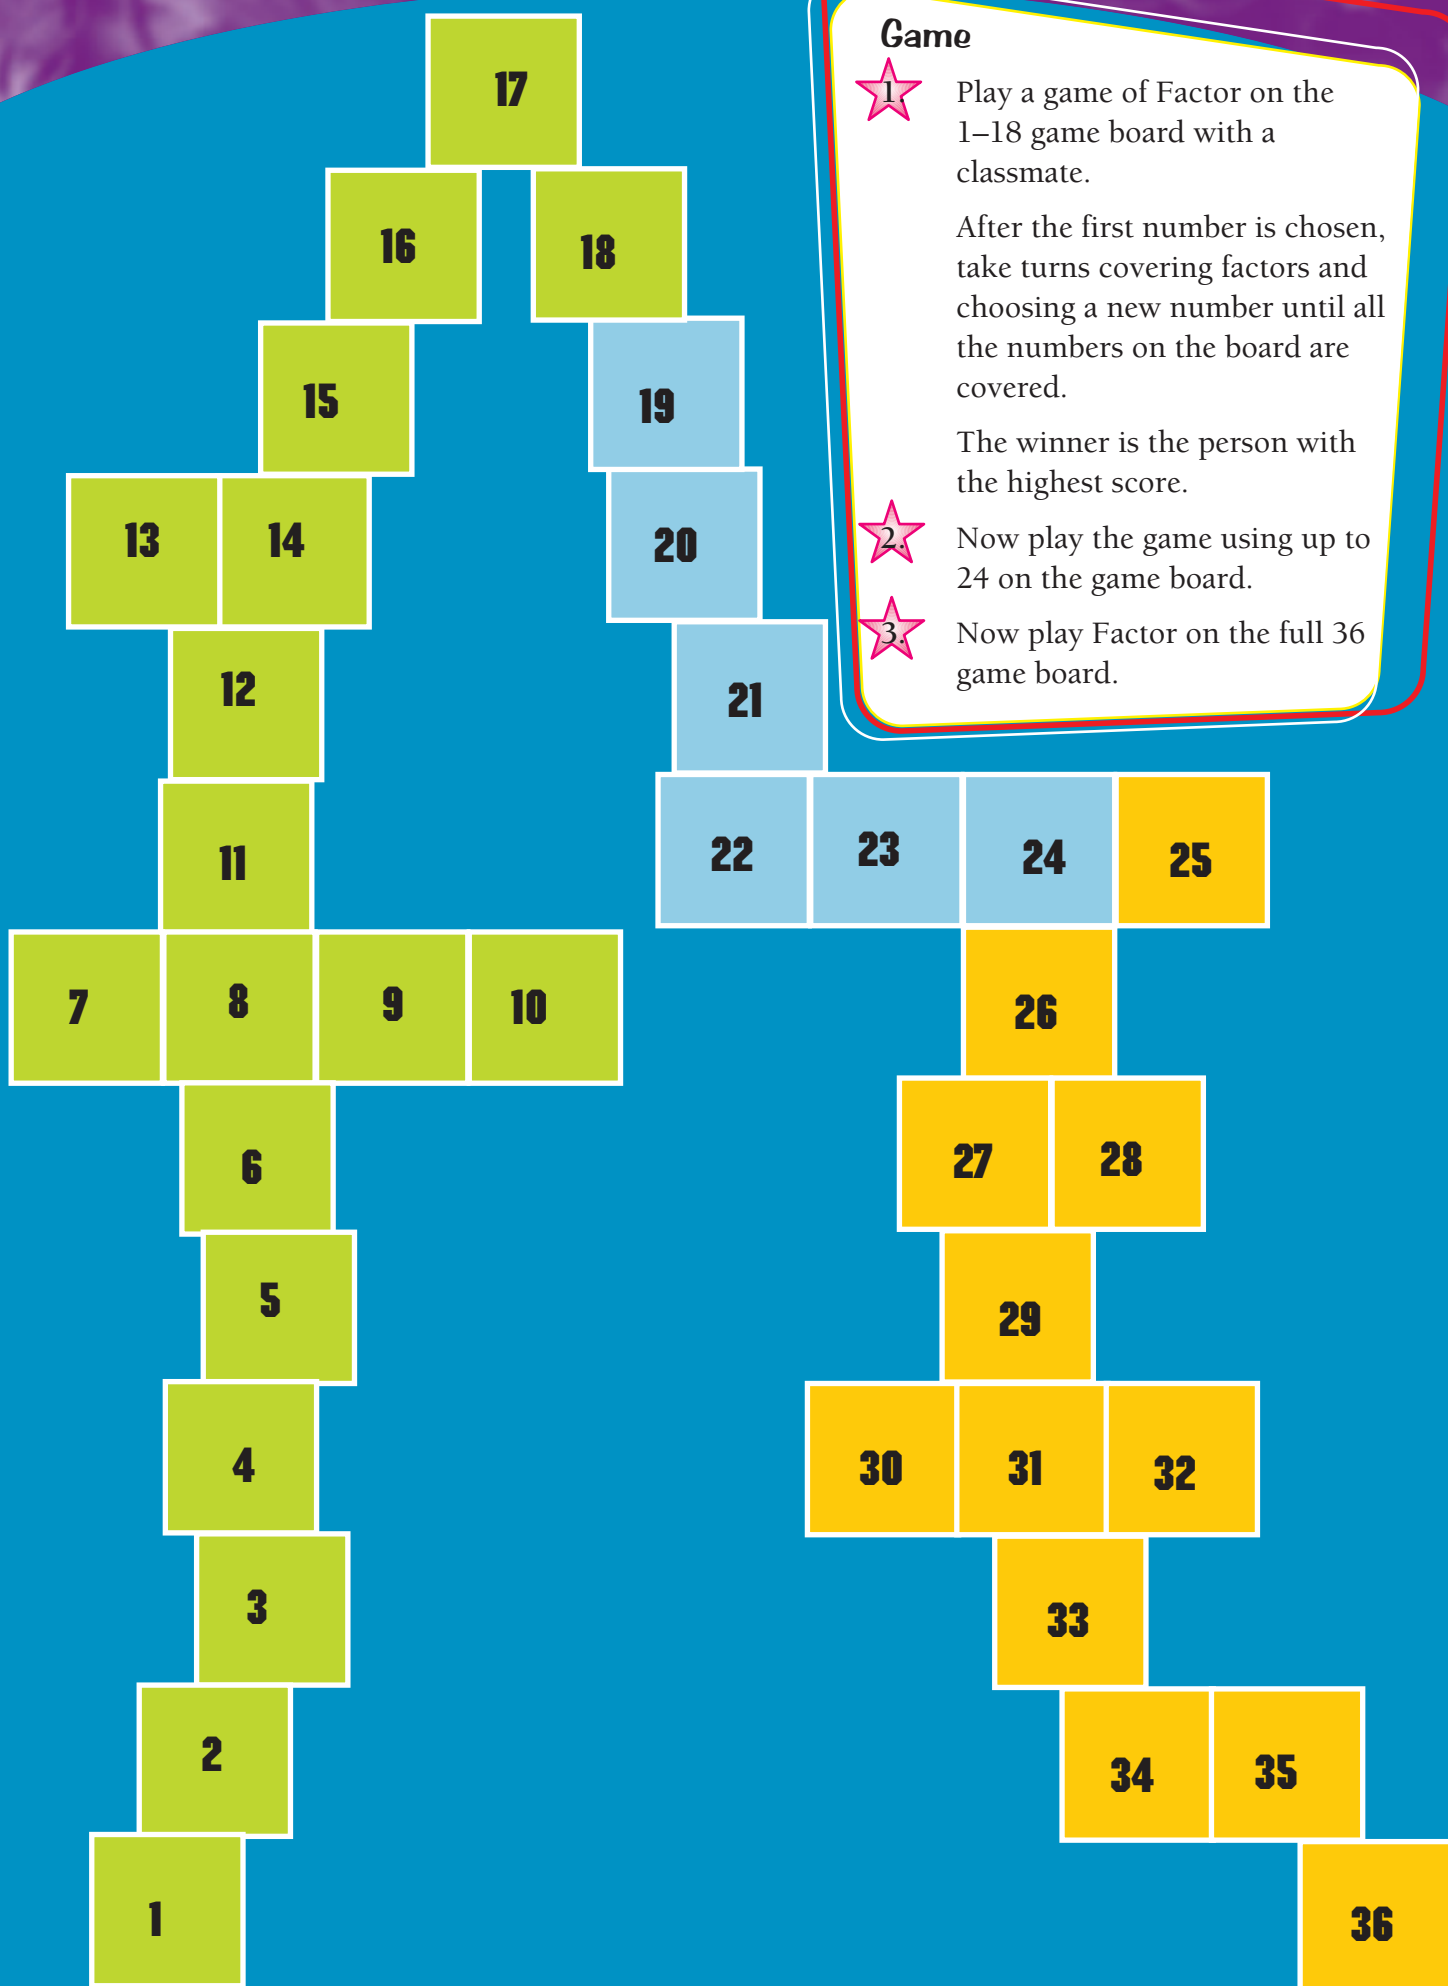 Game
1. Play a game of Factor on the
1–18 game board with a
classmate.
After the first number is chosen,
take turns covering factors and
choosing a new number until all
the numbers on the board are
covered.
The winner is the person with
the highest score.
2. Now play the game using up to
24 on the game board.
3. Now play Factor on the full 36
game board.
17
16 18
15 19
13 14 20
12 21
11 22 23 24 25
7 8 9 10 26
6 27 28
5 29
4 30 31 32
3 33
2 34 35
1 36